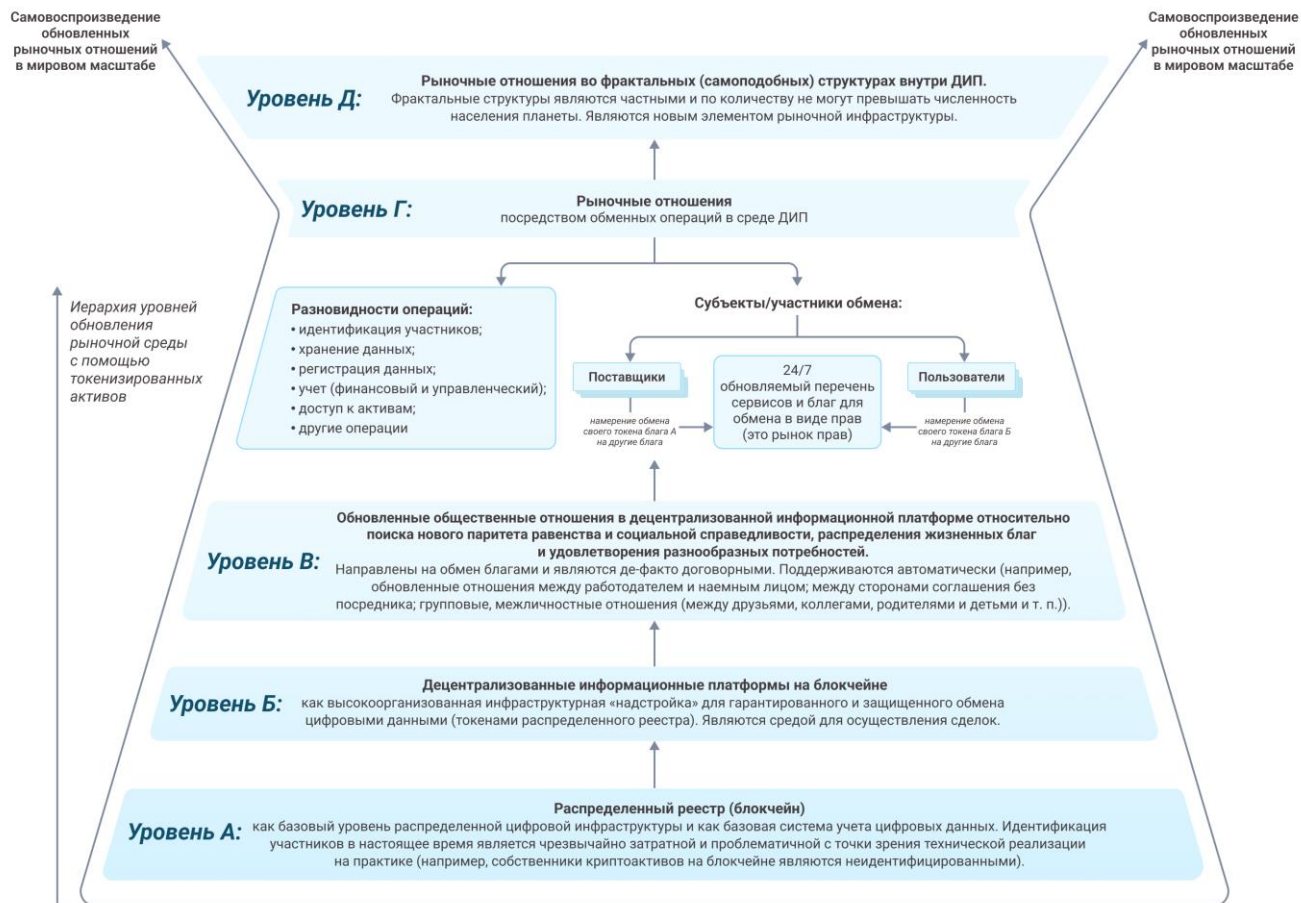 Самовоспроизведение
обновленных
рыночных отношений
в мировом масштабе
Самовоспроизведение
обновленных
рыночных отношений
в мировом масштабе
Уровень Д:
Рыночные отношения во фрактальных (самоподобных) структурах внутри ДИП.
Фрактальные структуры являются частными и по количеству не могут превышать численность
населения планеты. Являются новым элементом рыночной инфраструктуры.
Уровень Г:
Рыночные отношения
посредством обменных операций в среде ДИП
Иерархия уровней
обновления
рыночной среды
с помощью
токенизированных
активов
Разновидности операций:
• идентификация участников;
• хранение данных;
• регистрация данных;
• учет (финансовый и управленческий);
• доступ к активам;
• другие операции
Субъекты/участники обмена:
Поставщики
намерение обмена
своего токена блага А
на другие блага
24/7
обновляемый перечень
сервисов и благ для
обмена в виде прав
(это рынок прав)
Пользователи
намерение обмена
своего токена блага Б
на другие блага
Уровень В:
Обновленные общественные отношения в децентрализованной информационной платформе относительно
поиска нового паритета равенства и социальной справедливости, распределения жизненных благ
и удовлетворения разнообразных потребностей.
Направлены на обмен благами и являются де-факто договорными. Поддерживаются автоматически (например,
обновленные отношения между работодателем и наемным лицом; между сторонами соглашения без
посредника; групповые, межличностные отношения (между друзьями, коллегами, родителями и детьми и т. п.)).
Уровень Б:
Децентрализованные информационные платформы на блокчейне
как высокоорганизованная инфраструктурная «надстройка» для гарантированного и защищенного обмена
цифровыми данными (токенами распределенного реестра). Являются средой для осуществления сделок.
Уровень А:
Распределенный реестр (блокчейн)
как базовый уровень распределенной цифровой инфраструктуры и как базовая система учета цифровых данных. Идентификация
участников в настоящее время является чрезвычайно затратной и проблематичной с точки зрения технической реализации
на практике (например, собственники криптоактивов на блокчейне являются неидентифицированными).